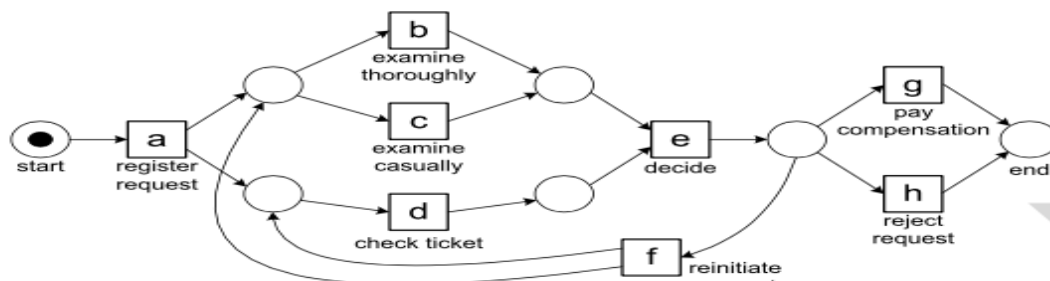 b
examine
thoroughly
g
pay
compensation
c
examine
casually
a
register
request
start
e
decide
end
d
check ticket
h
reject
request
f
reinitiate